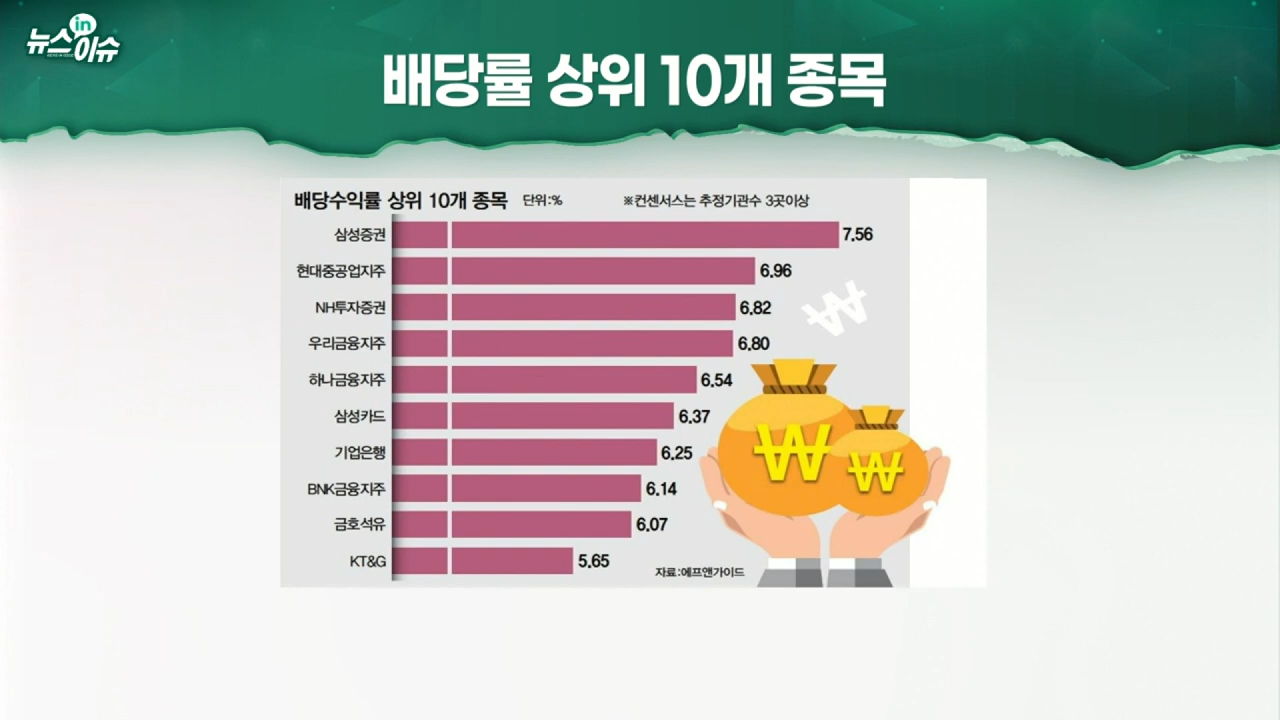 뉴스in이슈
배당률 상위 10개 종목
배당수익률 상위 10개 종목 단위:% ※컨센서스는 추정기관수 3곳이상
삼성증권 7.56
현대중공업지주 6.96
NH투자증권 6.82
우리금융지주 6.80
하나금융지주 6.54
삼성카드 6.37
기업은행 6.25
BNK금융지주 6.14
금호석유 6.07
KT&G 5.65
자료:에프앤가이드
₩
₩ ₩